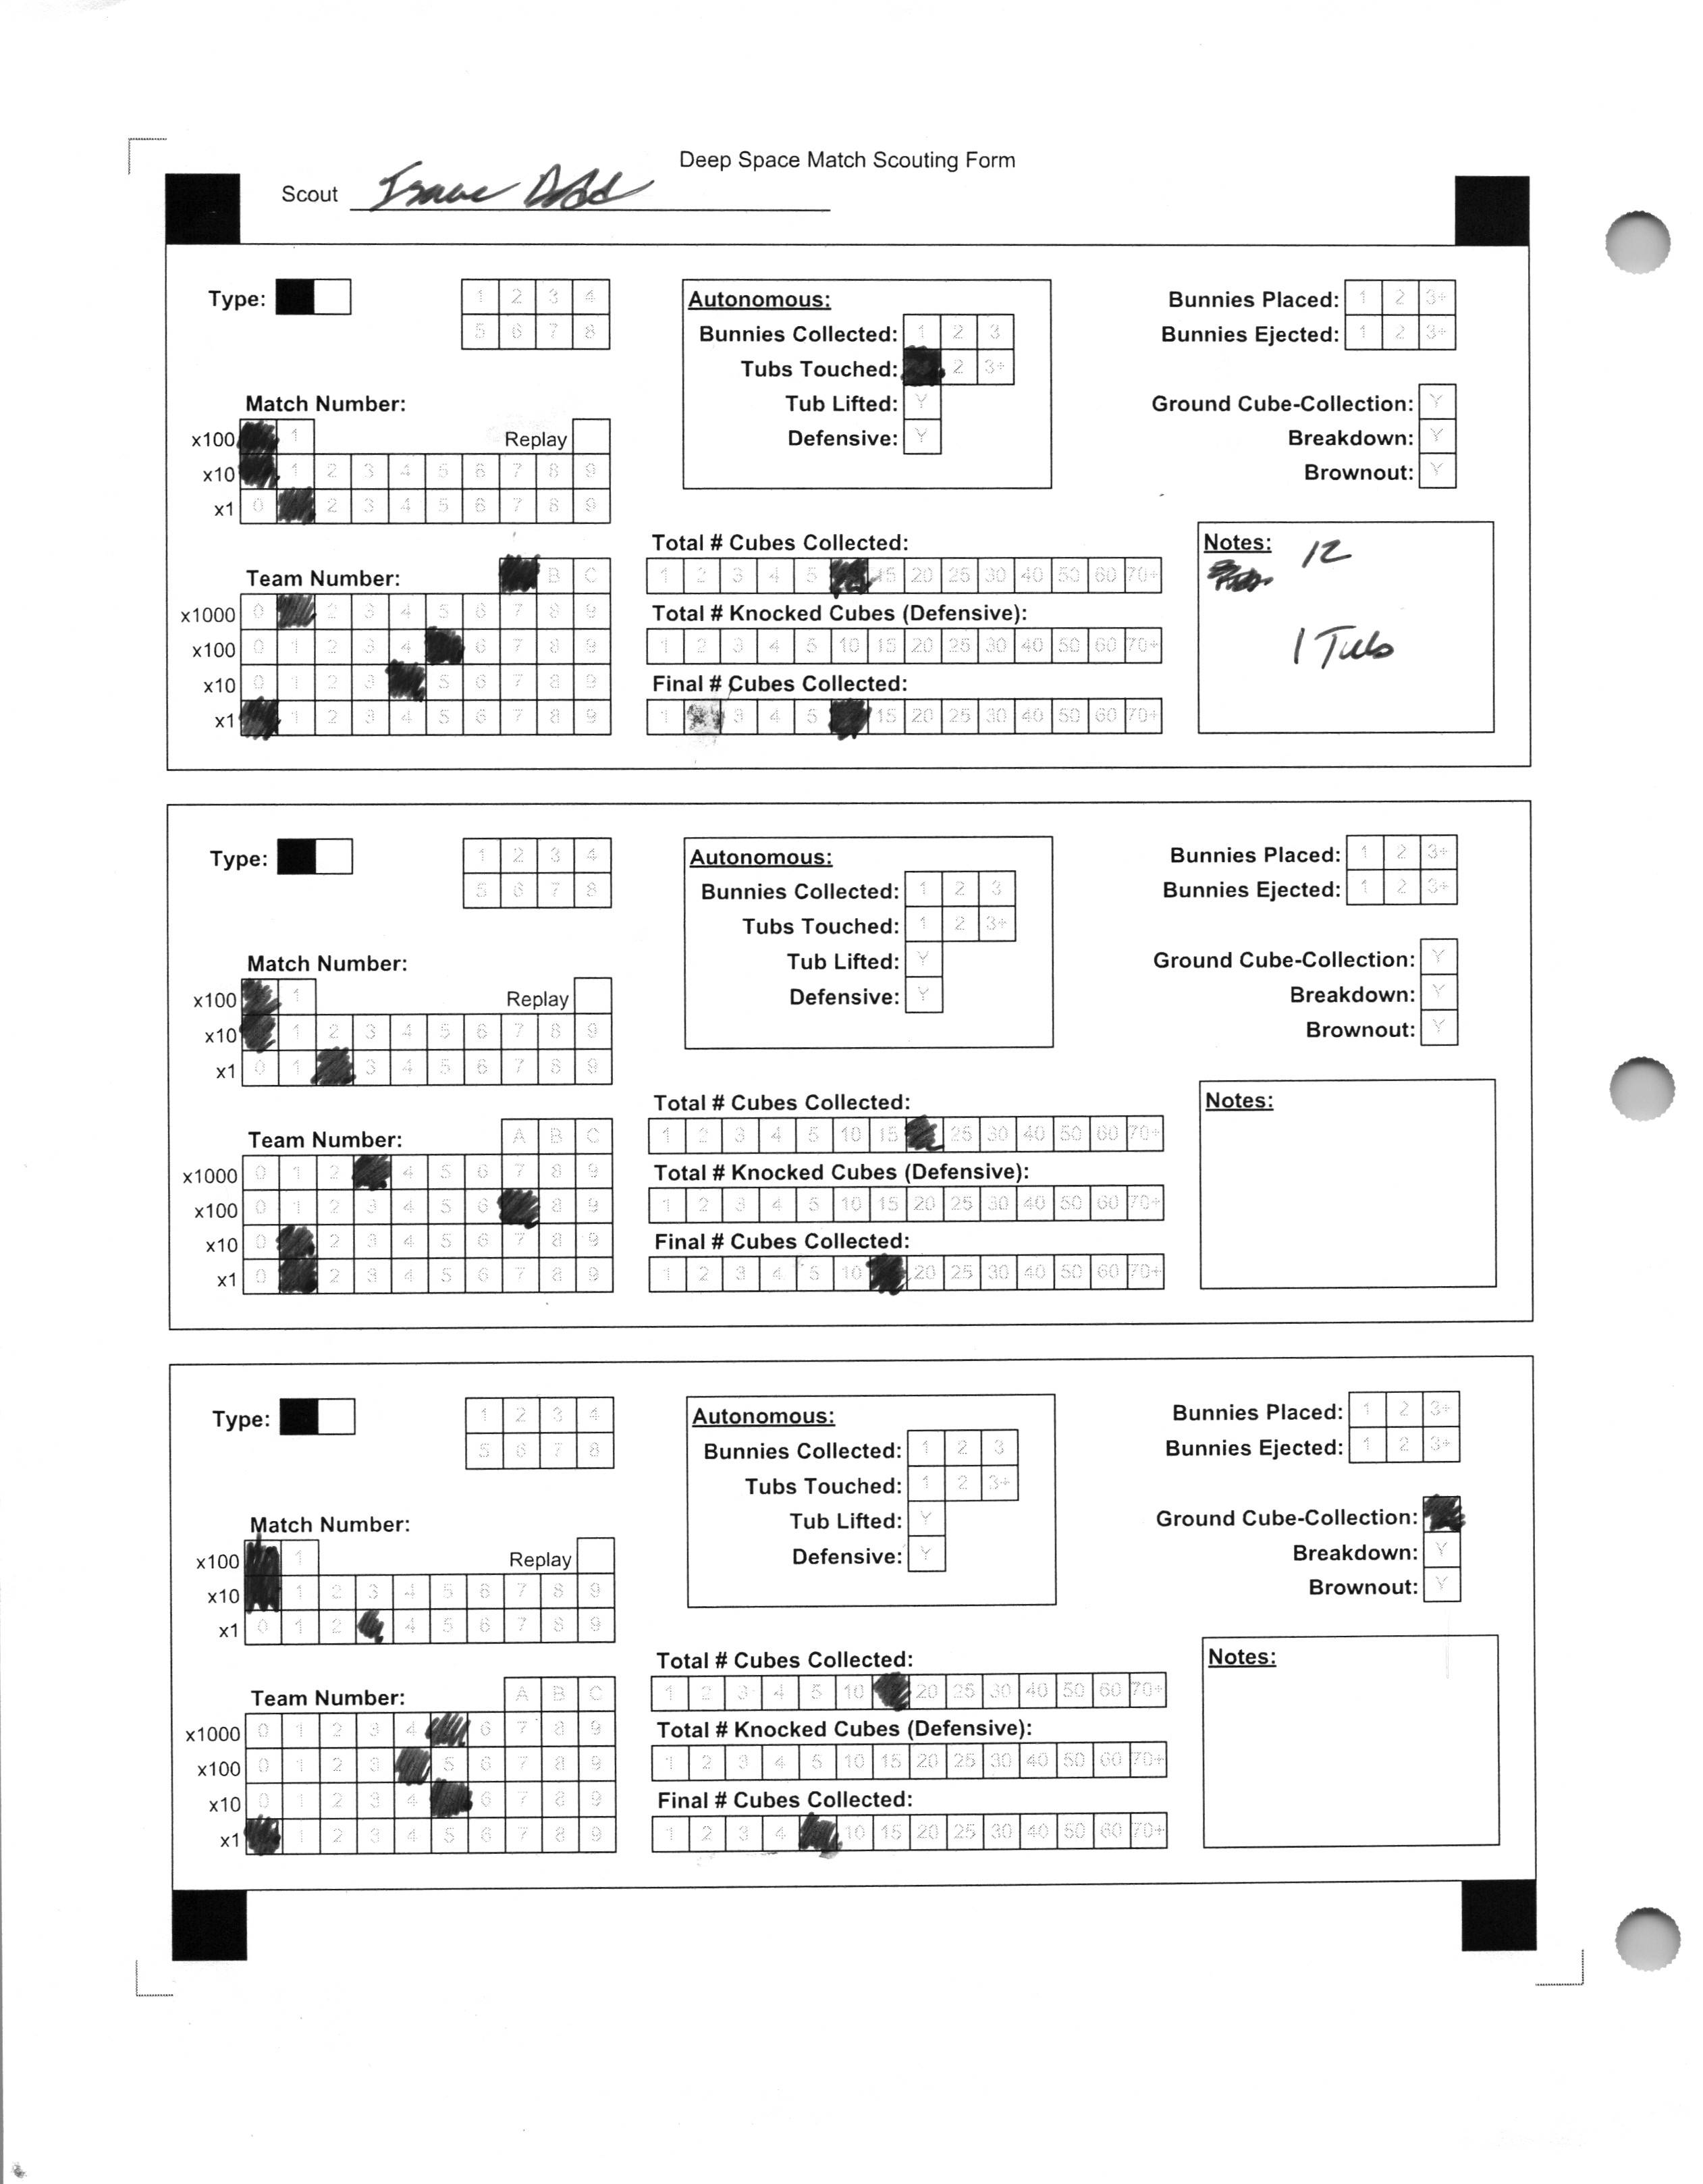 Deep Space Match Scouting Form
Scout Isaac
Type:
1 2 3 4
5 6 7 8
Match Number:
x100 1 Replay
x10 1 2 3 4 5 6 7 8 9
x1 0 2 3 4 5 6 7 8 9
Team Number: B C
x1000 0 2 3 4 5 6 7 8 9
x100 0 1 2 3 4 6 7 8 9
x10 0 1 2 3 5 6 7 8 9
x1 1 2 3 4 5 6 7 8 9
Autonomous:
Bunnies Collected: 1 2 3
Tubs Touched: 2 3+
Tub Lifted: Y
Defensive: Y
Total # Cubes Collected:
1 2 3 4 5 15 20 25 30 40 50 60 70+
Total # Knocked Cubes (Defensive):
1 2 3 4 5 10 15 20 25 30 40 50 60 70+
Final # Cubes Collected:
1 3 4 5 15 20 25 30 40 50 60 70+
Bunnies Placed: 1 2 3+
Bunnies Ejected: 1 2 3+
Ground Cube-Collection: Y
Breakdown: Y
Brownout: Y
Notes: 12
1 Tub
Type:
1 2 3 4
5 6 7 8
Match Number:
x100 1 Replay
x10 1 2 3 4 5 6 7 8 9
x1 0 1 3 4 5 6 7 8 9
Team Number: A B C
x1000 0 1 2 4 5 6 7 8 9
x100 0 1 2 3 4 5 6 8 9
x10 0 2 3 4 5 6 7 8 9
x1 0 2 3 4 5 6 7 8 9
Autonomous:
Bunnies Collected: 1 2 3
Tubs Touched: 1 2 3+
Tub Lifted: Y
Defensive: Y
Total # Cubes Collected:
1 2 3 4 5 10 15 25 30 40 50 60 70+
Total # Knocked Cubes (Defensive):
1 2 3 4 5 10 15 20 25 30 40 50 60 70+
Final # Cubes Collected:
1 2 3 4 5 10 20 25 30 40 50 60 70+
Bunnies Placed: 1 2 3+
Bunnies Ejected: 1 2 3+
Ground Cube-Collection: Y
Breakdown: Y
Brownout: Y
Notes:
Type:
1 2 3 4
5 6 7 8
Match Number:
x100 1 Replay
x10 1 2 3 4 5 6 7 8 9
x1 0 1 2 4 5 6 7 8 9
Team Number: A B C
x1000 0 1 2 3 4 6 7 8 9
x100 0 1 2 3 5 6 7 8 9
x10 0 1 2 3 4 6 7 8 9
x1 1 2 3 4 5 6 7 8 9
Autonomous:
Bunnies Collected: 1 2 3
Tubs Touched: 1 2 3+
Tub Lifted: Y
Defensive: Y
Total # Cubes Collected:
1 2 3 4 5 10 20 25 30 40 50 60 70+
Total # Knocked Cubes (Defensive):
1 2 3 4 5 10 15 20 25 30 40 50 60 70+
Final # Cubes Collected:
1 2 3 4 10 15 20 25 30 40 50 60 70+
Bunnies Placed: 1 2 3+
Bunnies Ejected: 1 2 3+
Ground Cube-Collection:
Breakdown: Y
Brownout: Y
Notes: